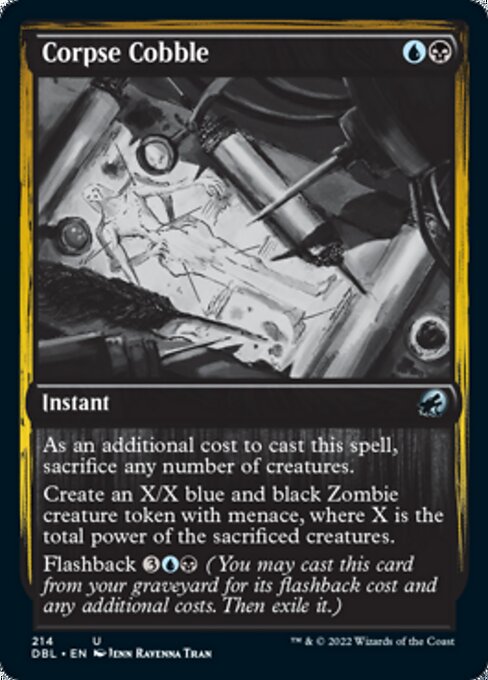 Corpse Cobble
Instant
As an additional cost to cast this spell,
sacrifice any number of creatures.
Create an X/X blue and black Zombie
creature token with menace, where X is the
total power of the sacrificed creatures.
Flashback 3 (You may cast this card
from your graveyard for its flashback cost and
any additional costs. Then exile it.)
214 U
DBL • EN Jenn Ravenna Tran
™ & © 2022 Wizards of the Coast